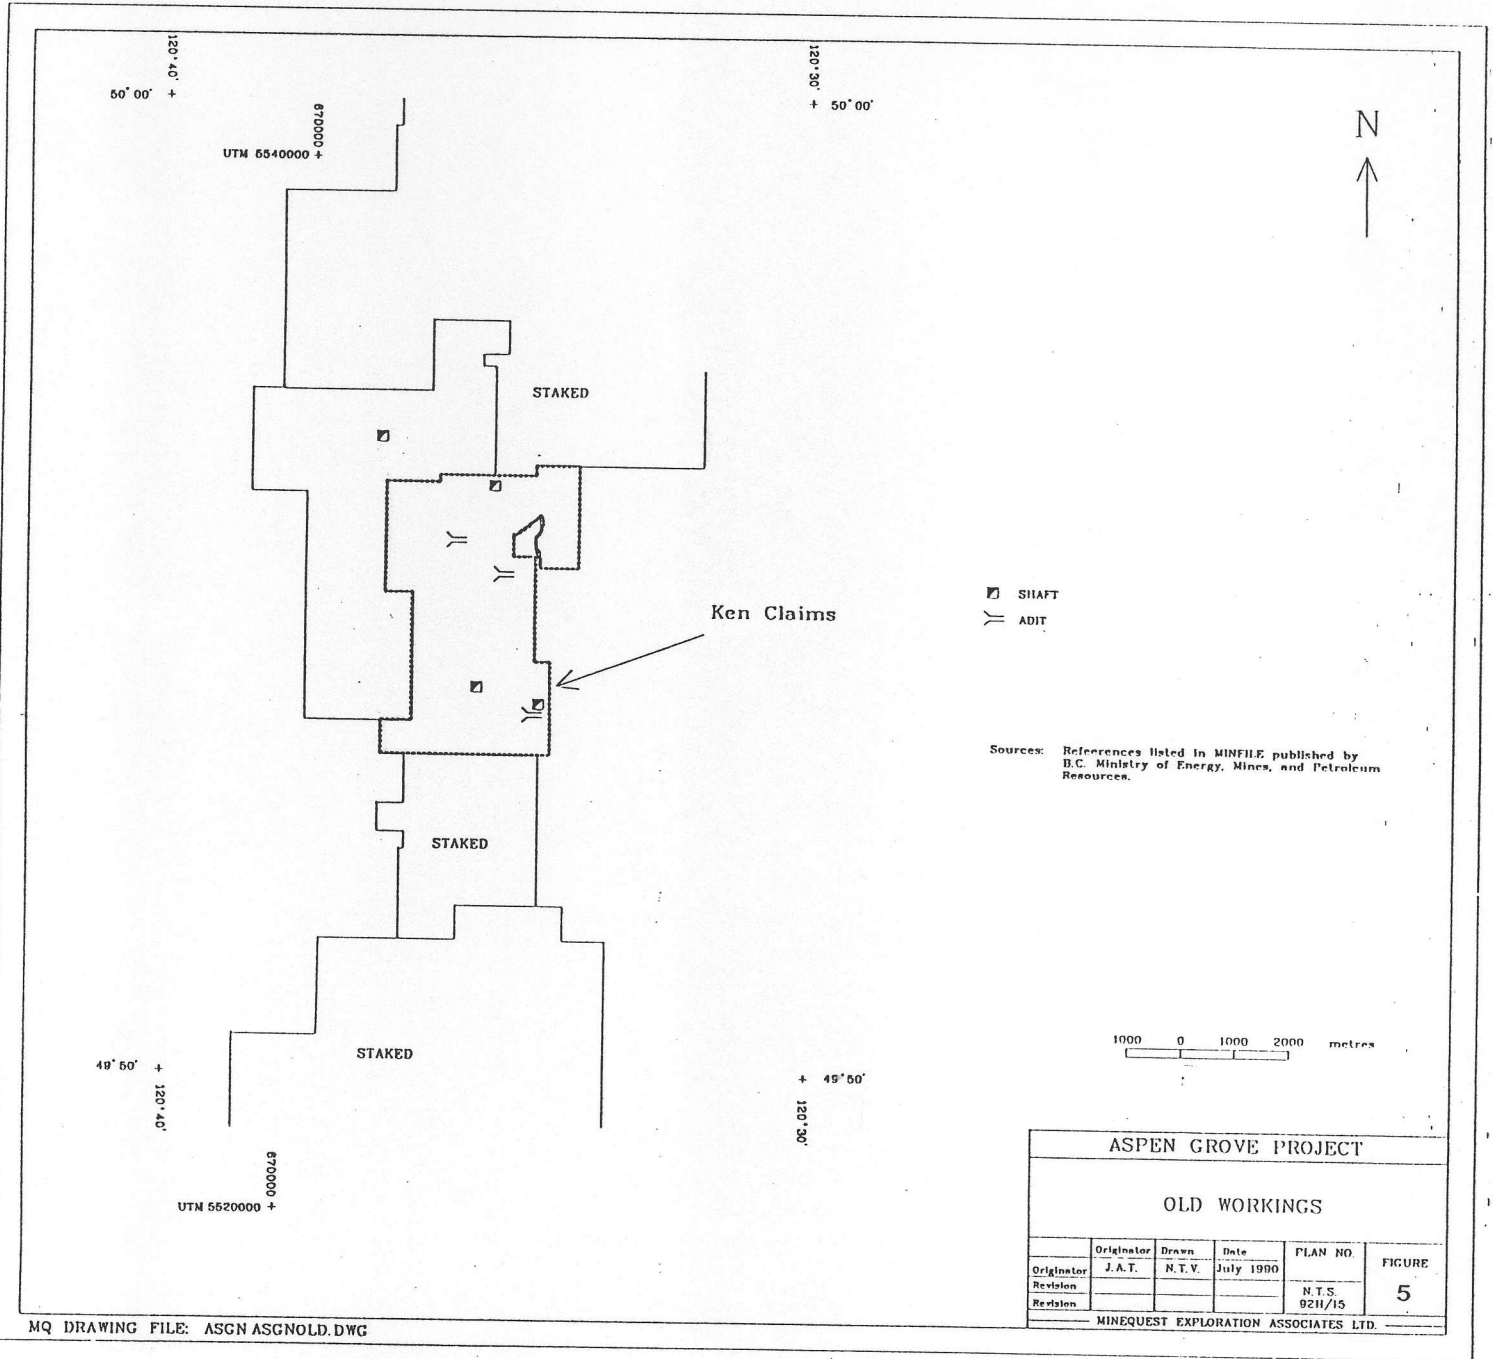 120°40'
50°00'
120°30'
50°00'
670000
UTM 5540000
N
STAKED
Ken Claims
SHAFT
ADIT
Sources: Refeerences listed in MINFILE published by
B.C. Ministry of Energy, Mines, and Petroleum
Resources.
STAKED
STAKED
1000 0 1000 2000 metres
49°50'
120°40'
49°50'
120°30'
670000
UTM 5520000
ASPEN GROVE PROJECT
OLD WORKINGS
Originator Drawn Date PLAN NO. FIGURE
Originator J.A.T. N.T.V. July 1990
Revision N.T.S. 5
Revision 92H/15
MINEQUEST EXPLORATION ASSOCIATES LTD.
MQ DRAWING FILE: ASGN ASGNOLD.DWG